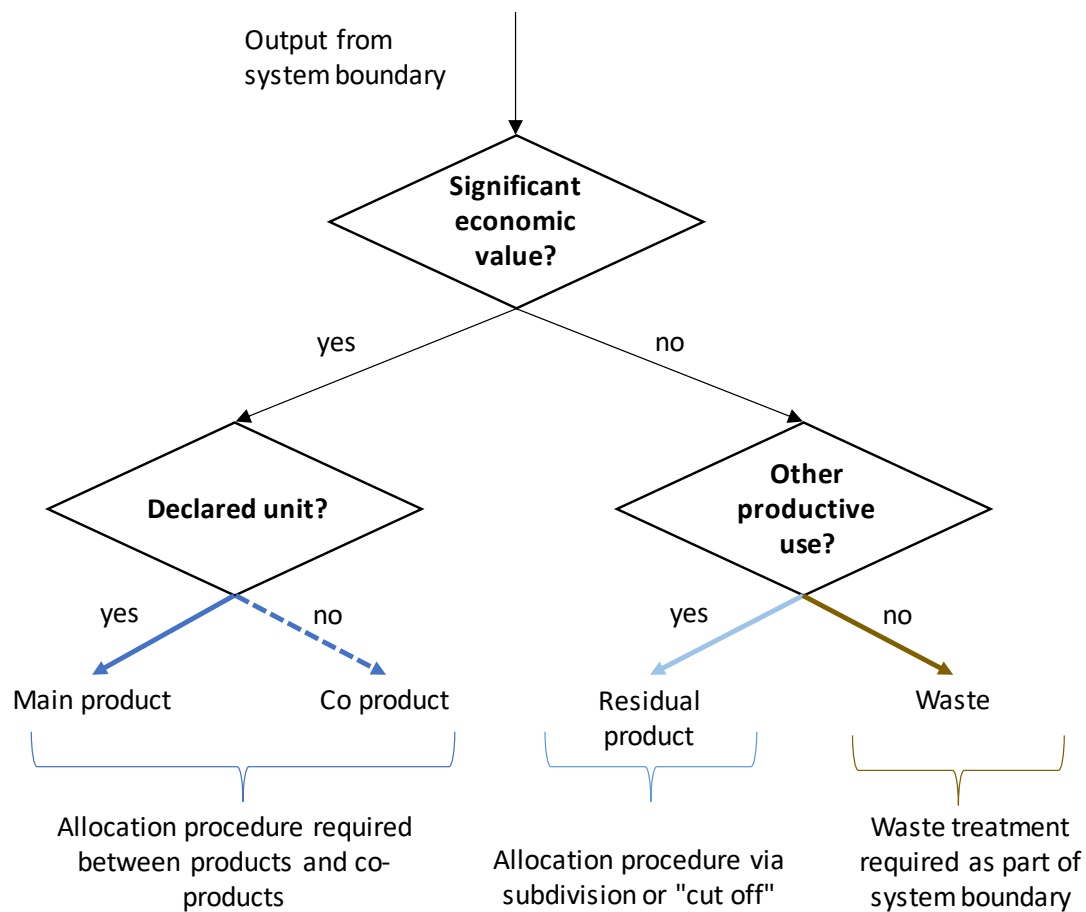 Output from
system boundary
Significant
economic
value?
yes
no
Declared unit?
Other
productive
use?
yes
no
yes
no
Main product
Co product
Residual
product
Waste
Allocation procedure required
between products and co-
products
Allocation procedure via
subdivision or "cut off"
Waste treatment
required as part of
system boundary